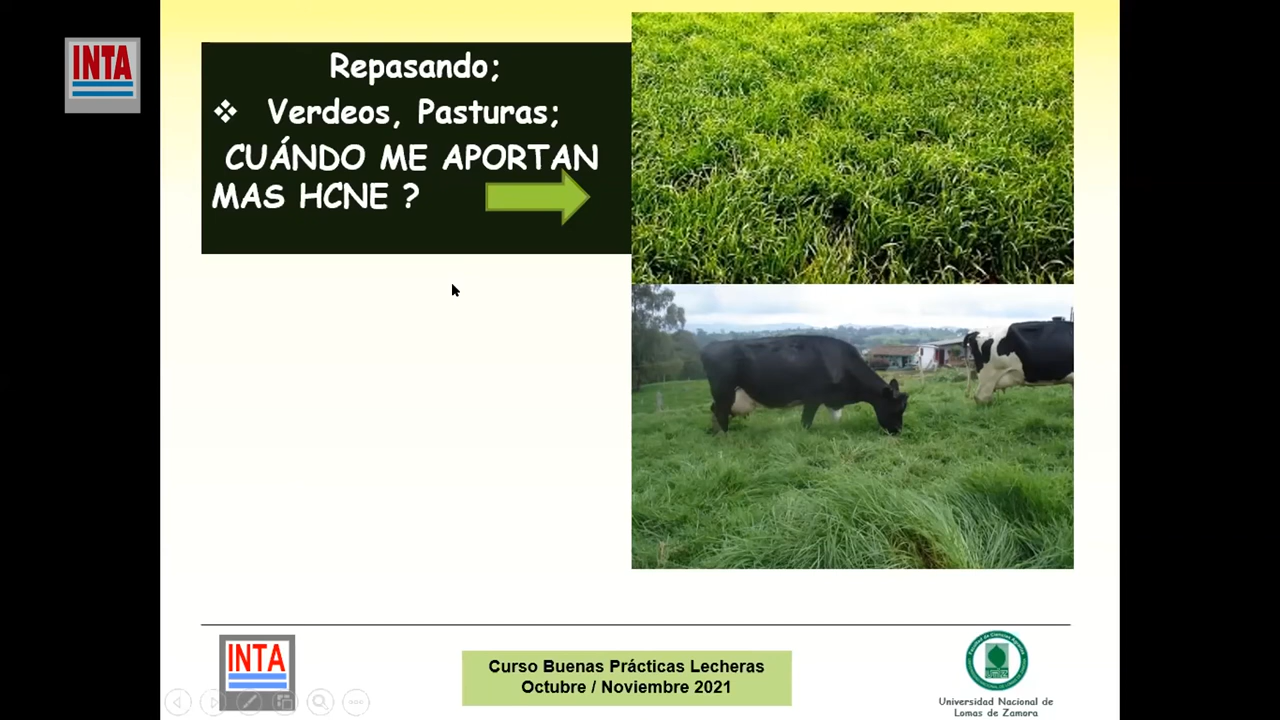 INTA
Repasando;
❖ Verdeos, Pasturas;
CUÁNDO ME APORTAN
MAS HCNE ?
INTA
Curso Buenas Prácticas Lecheras
Octubre / Noviembre 2021
Universidad Nacional de
Lomas de Zamora